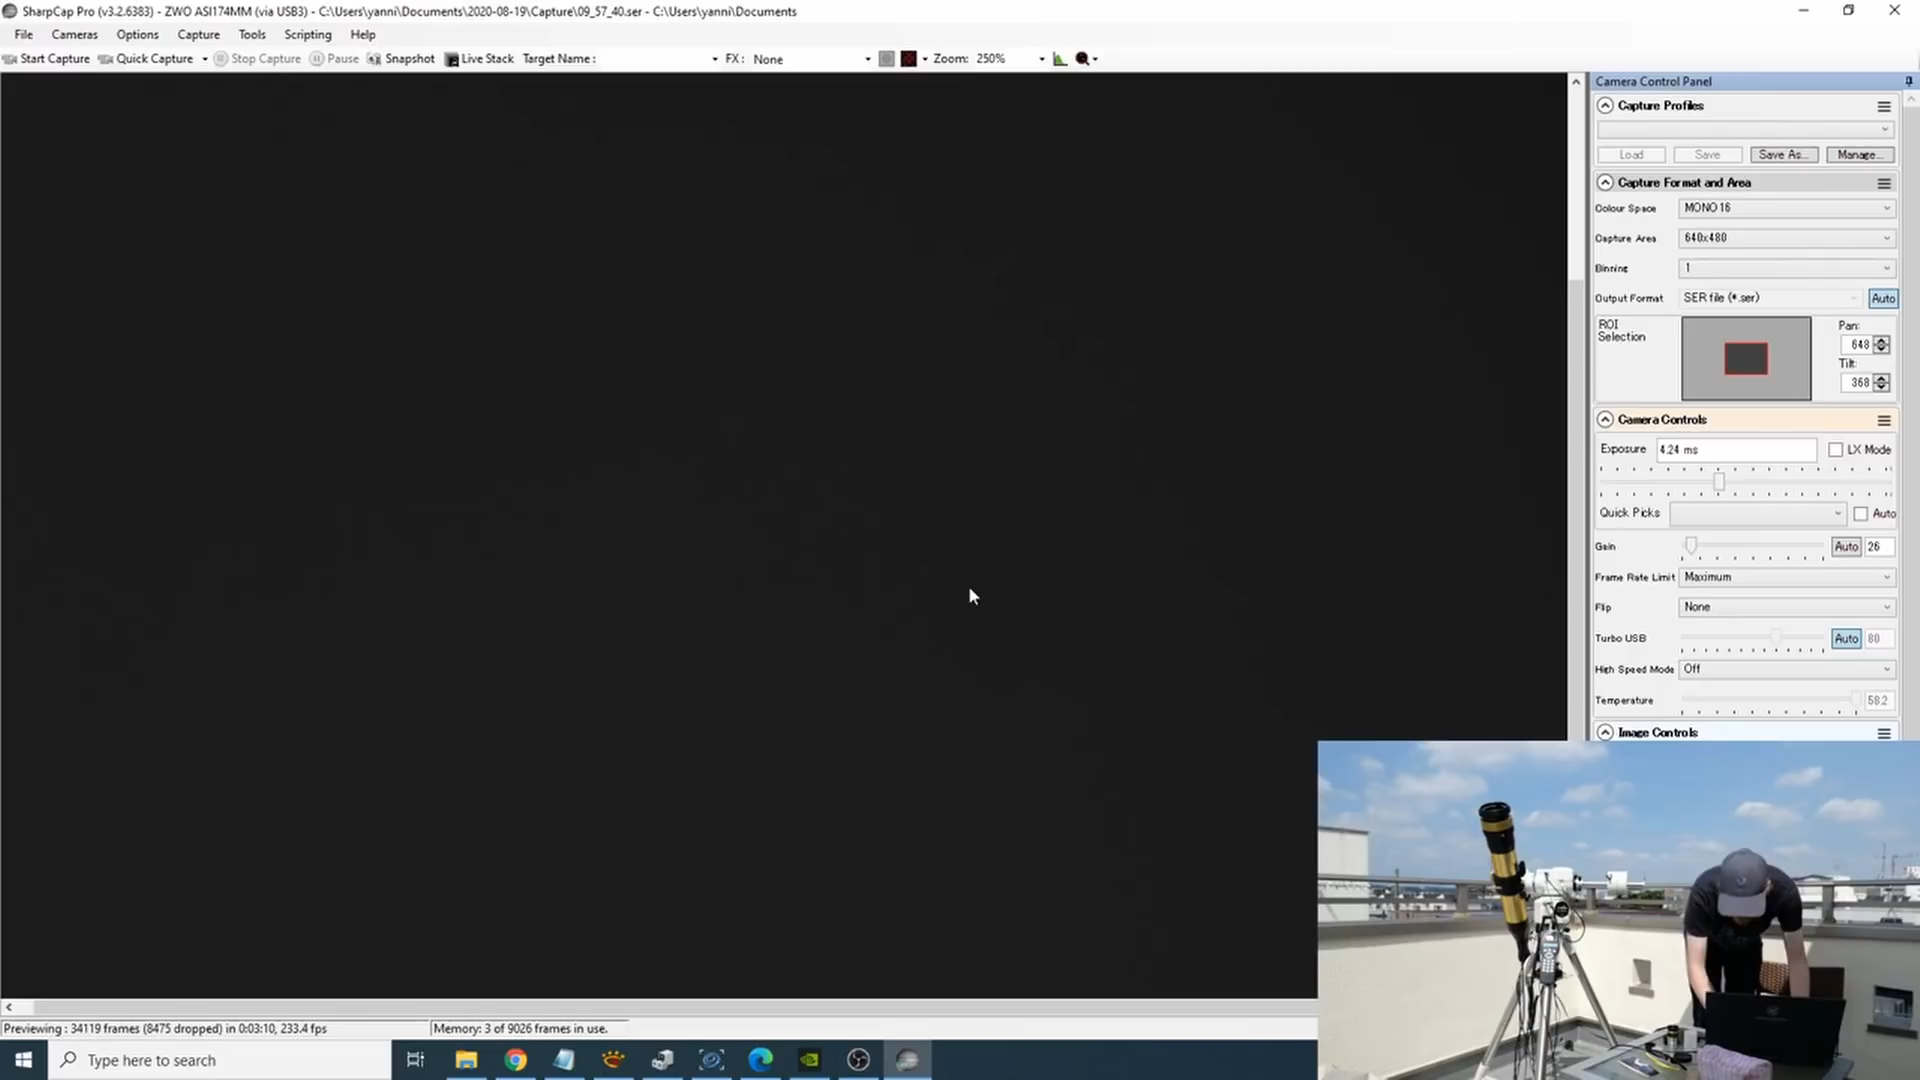 SharpCap Pro (v3.2.6383) - ZWO ASI174MM (via USB3) - C:\Users\yanni\Documents\2020-08-19\Capture\09_57_40.ser - C:\Users\yanni\Documents
File Cameras Options Capture Tools Scripting Help
Start Capture Quick Capture Stop Capture Pause Snapshot Live Stack Target Name : FX : None Zoom: 250%
Camera Control Panel
Capture Profiles
Load Save Save As... Manage...
Capture Format and Area
Colour Space MONO16
Capture Area 640x480
Binning 1
Output Format SER file (*.ser) Auto
ROI Selection
Pan:
648
Tilt:
368
Camera Controls
Exposure 4.24 ms LX Mode
Quick Picks Auto
Gain Auto 26
Frame Rate Limit Maximum
Flip None
Turbo USB Auto 80
High Speed Mode Off
Temperature 58.2
Image Controls
Previewing : 34119 frames (8475 dropped) in 0:03:10, 233.4 fps Memory: 3 of 9026 frames in use.
Type here to search